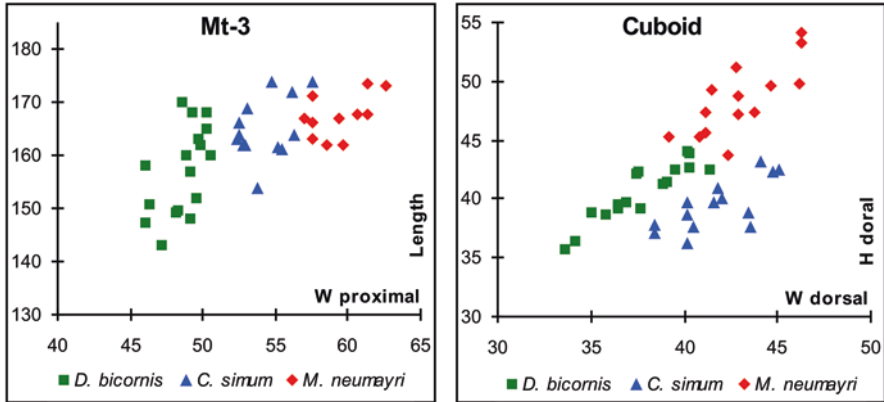 Mt-3
180
170
160
150
140
130
Length
W proximal
40 45 50 55 60 65
D. bicornis C. simum M. neumayri
Cuboid
55
50
45
40
35
30
H doral
W dorsal
30 35 40 45 50
D. bicornis C. simum M. neumayri